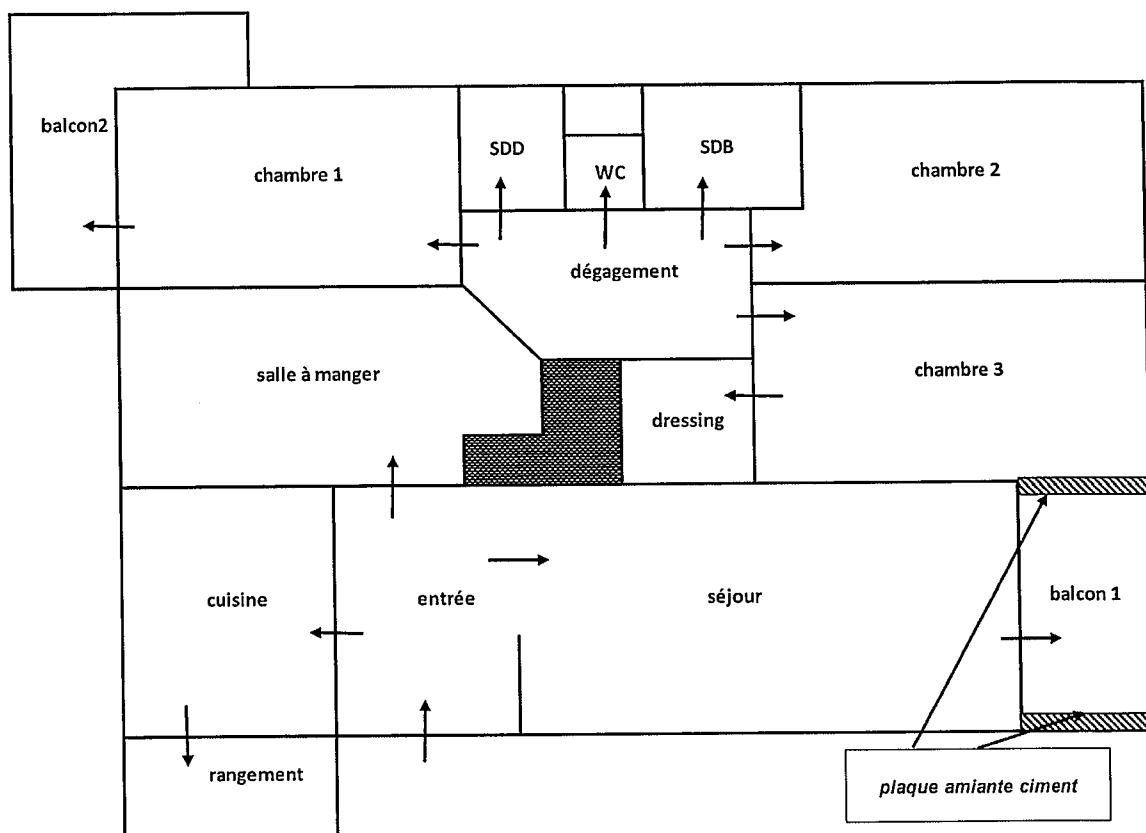 balcon2
SDD
SDB
chambre 1
WC
chambre 2
dégagement
salle à manger
chambre 3
dressing
cuisine
entrée
séjour
balcon 1
rangement
plaque amiante ciment